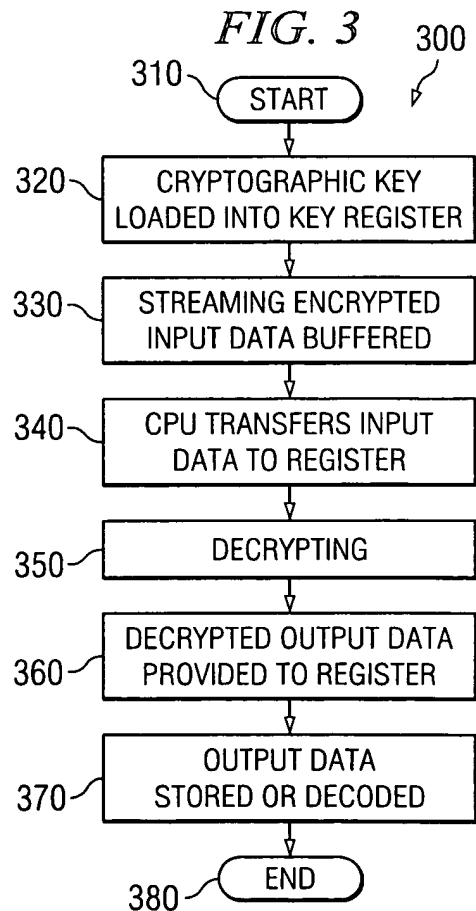 FIG. 3
300
310
START
320
CRYPTOGRAPHIC KEY
LOADED INTO KEY REGISTER
330
STREAMING ENCRYPTED
INPUT DATA BUFFERED
340
CPU TRANSFERS INPUT
DATA TO REGISTER
350
DECRYPTING
360
DECRYPTED OUTPUT DATA
PROVIDED TO REGISTER
370
OUTPUT DATA
STORED OR DECODED
380
END